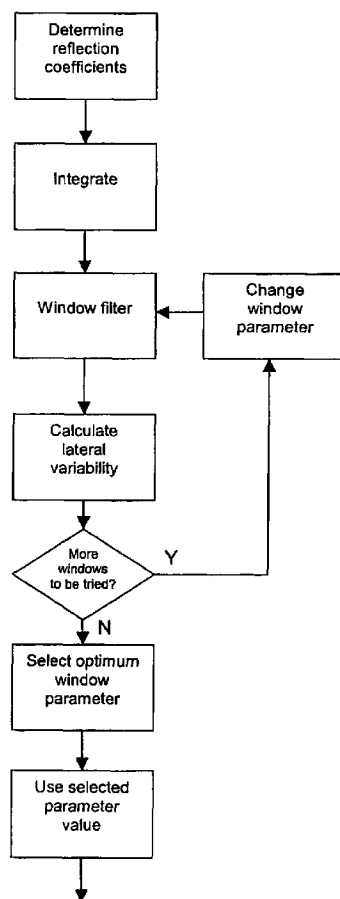 Determine
reflection
coefficients
Integrate
Window filter
Change
window
parameter
Calculate
lateral
variability
More
windows
to be tried?
Y
N
Select optimum
window
parameter
Use selected
parameter
value